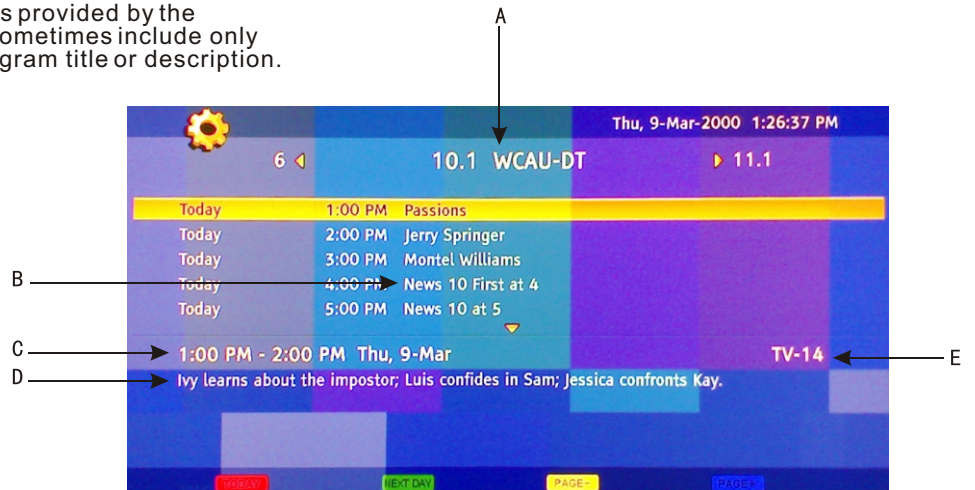 s provided by the
ometimes include only
gram title or description.
A
Thu, 9-Mar-2000 1:26:37 PM
6 10.1 WCAU-DT 11.1
Today 1:00 PM Passions
Today 2:00 PM Jerry Springer
Today 3:00 PM Montel Williams
B
Today 4:00 PM News 10 First at 4
Today 5:00 PM News 10 at 5
C
1:00 PM - 2:00 PM Thu, 9-Mar TV-14
E
D
Ivy learns about the impostor; Luis confides in Sam; Jessica confronts Kay.
TODAY NEXT DAY PAGE- PAGE+